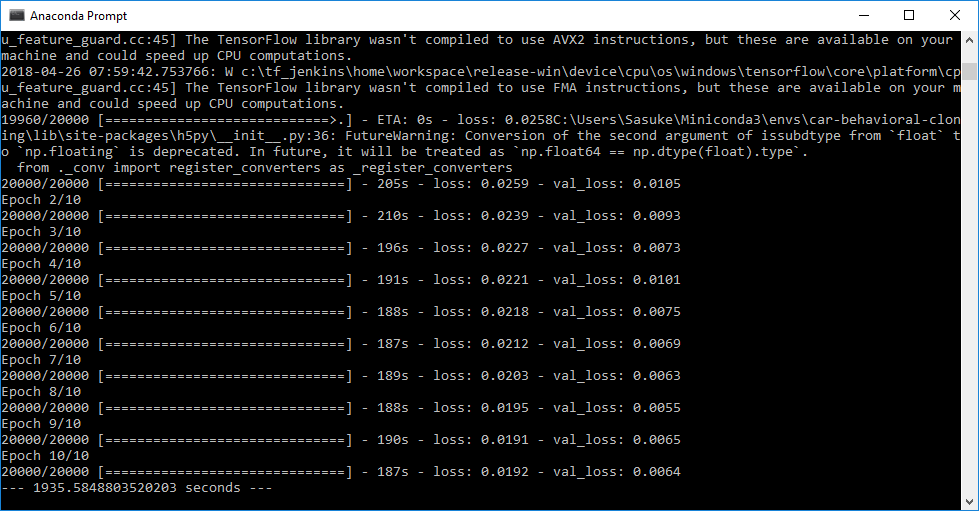 Anaconda Prompt
u_feature_guard.cc:45] The TensorFlow library wasn't compiled to use AVX2 instructions, but these are available on your
machine and could speed up CPU computations.
2018-04-26 07:59:42.753766: W c:\tf_jenkins\home\workspace\release-win\device\cpu\os\windows\tensorflow\core\platform\cp
u_feature_guard.cc:45] The TensorFlow library wasn't compiled to use FMA instructions, but these are available on your m
achine and could speed up CPU computations.
19960/20000 [============================>.] - ETA: 0s - loss: 0.0258C:\Users\Sasuke\Miniconda3\envs\car-behavioral-clon
ing\lib\site-packages\h5py\__init__.py:36: FutureWarning: Conversion of the second argument of issubdtype from `float` t
o `np.floating` is deprecated. In future, it will be treated as `np.float64 == np.dtype(float).type`.
  from ._conv import register_converters as _register_converters
20000/20000 [==============================] - 205s - loss: 0.0259 - val_loss: 0.0105
Epoch 2/10
20000/20000 [==============================] - 210s - loss: 0.0239 - val_loss: 0.0093
Epoch 3/10
20000/20000 [==============================] - 196s - loss: 0.0227 - val_loss: 0.0073
Epoch 4/10
20000/20000 [==============================] - 191s - loss: 0.0221 - val_loss: 0.0101
Epoch 5/10
20000/20000 [==============================] - 188s - loss: 0.0218 - val_loss: 0.0075
Epoch 6/10
20000/20000 [==============================] - 187s - loss: 0.0212 - val_loss: 0.0069
Epoch 7/10
20000/20000 [==============================] - 189s - loss: 0.0203 - val_loss: 0.0063
Epoch 8/10
20000/20000 [==============================] - 188s - loss: 0.0195 - val_loss: 0.0055
Epoch 9/10
20000/20000 [==============================] - 190s - loss: 0.0191 - val_loss: 0.0065
Epoch 10/10
20000/20000 [==============================] - 187s - loss: 0.0192 - val_loss: 0.0064
--- 1935.5848803520203 seconds ---